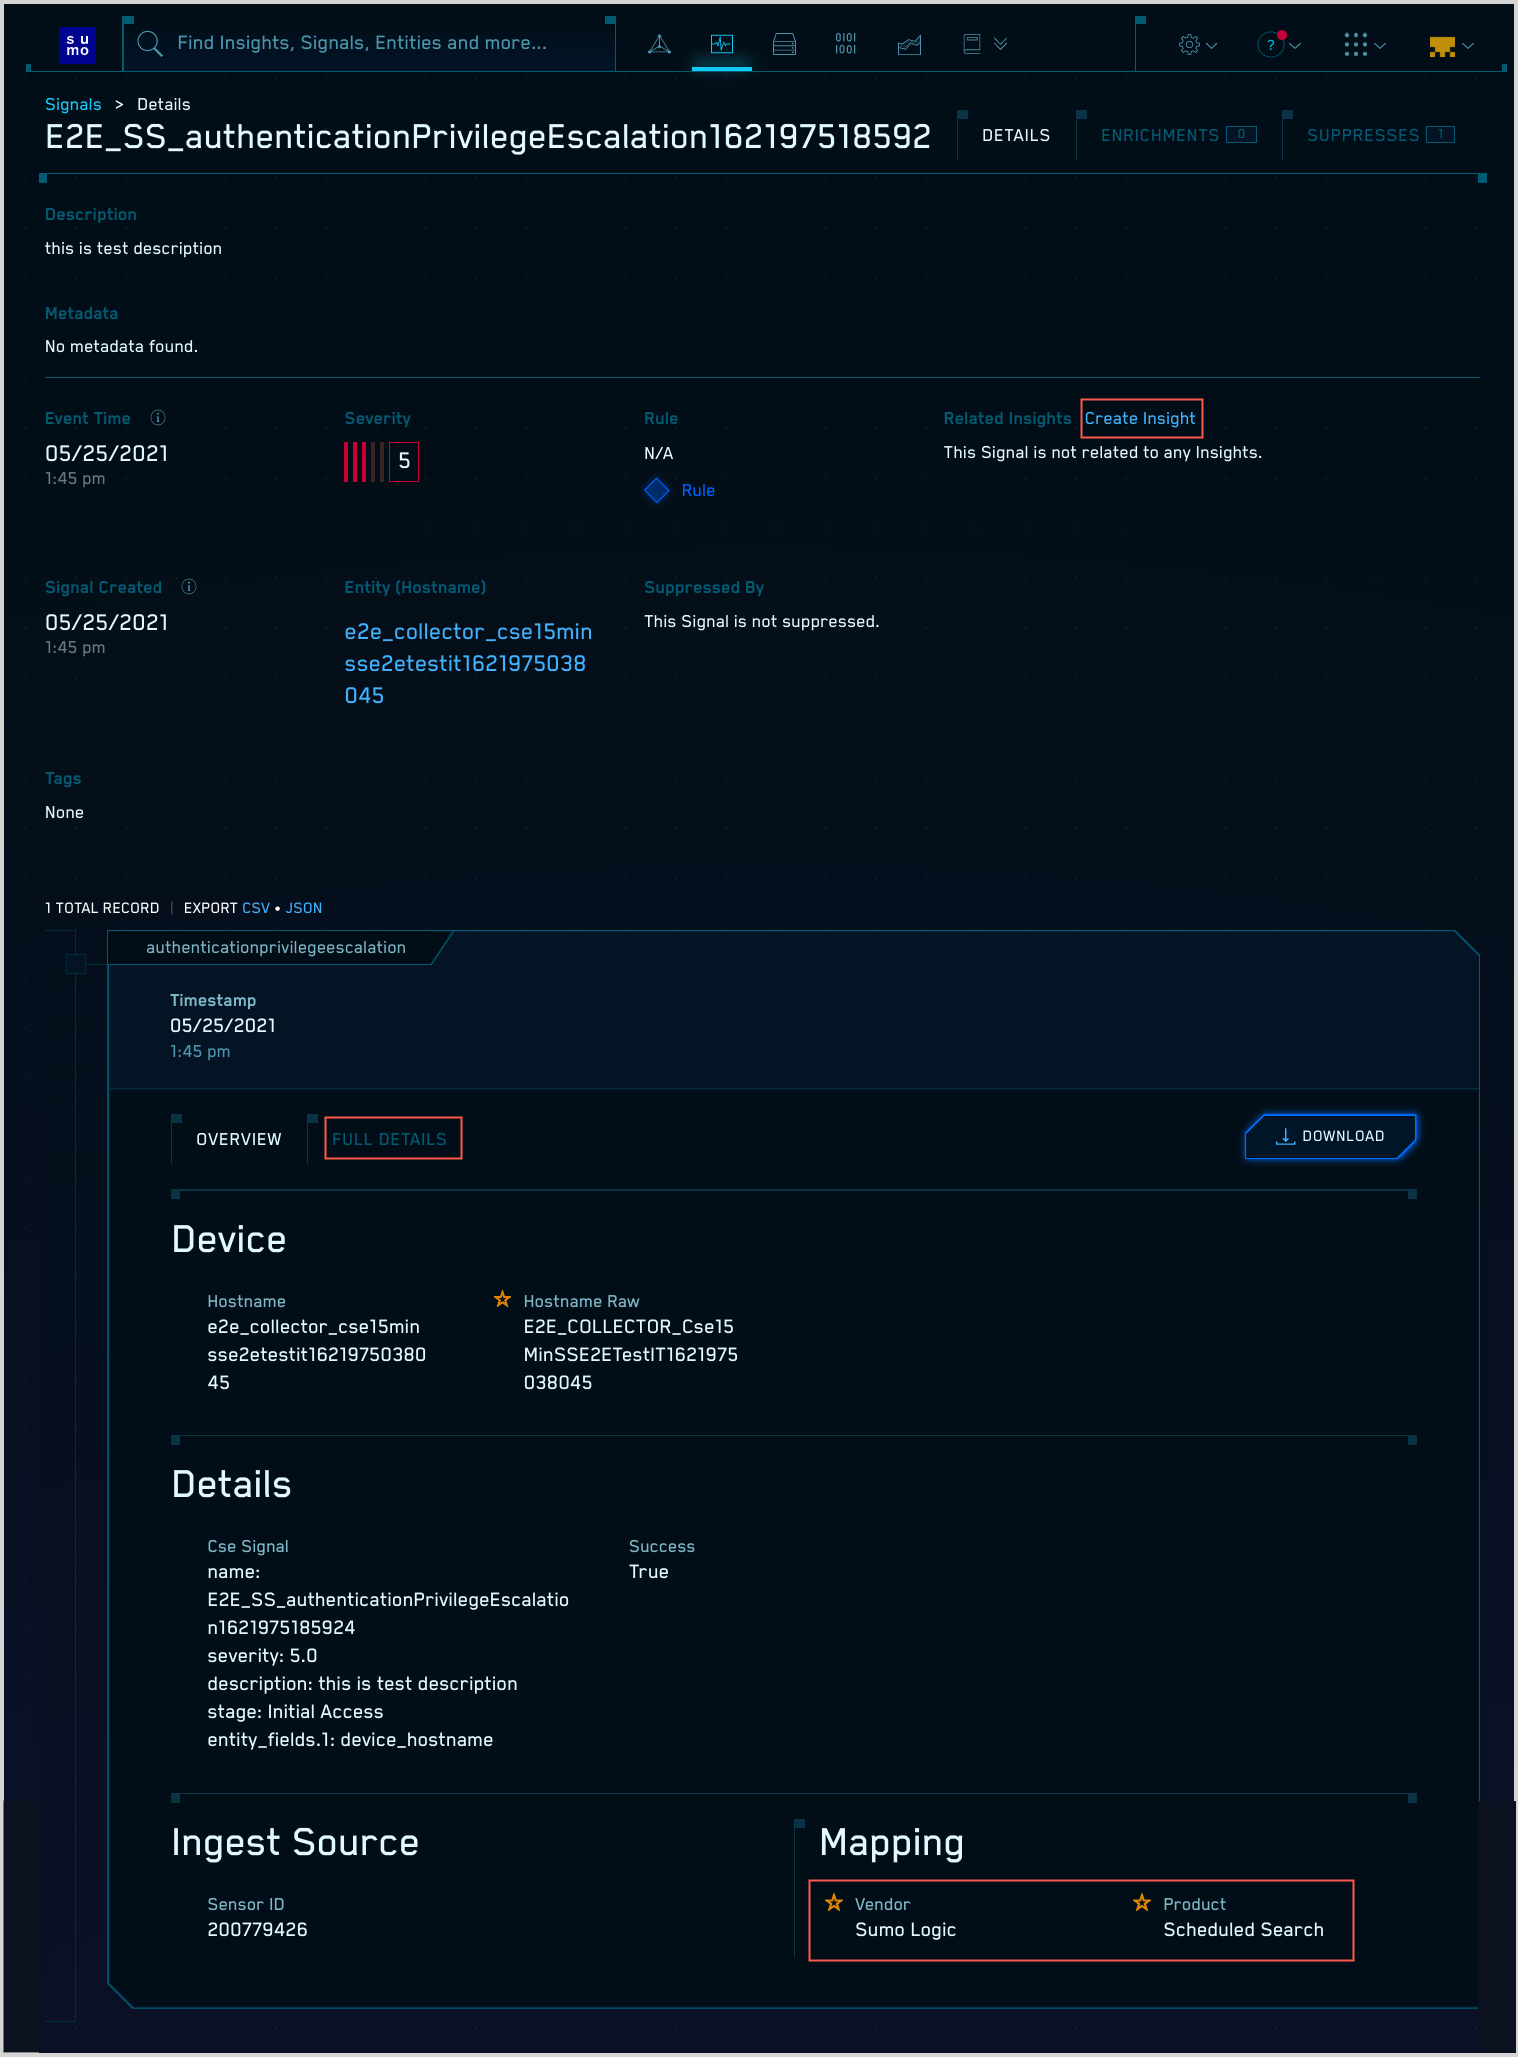 su
mo
Find Insights, Signals, Entities and more...
0101
1001
?
Signals > Details
E2E_SS_authenticationPrivilegeEscalation162197518592
DETAILS
ENRICHMENTS 0
SUPPRESSES 1
Description
this is test description
Metadata
No metadata found.
Event Time
05/25/2021
1:45 pm
Severity
5
Rule
N/A
Rule
Related Insights Create Insight
This Signal is not related to any Insights.
Signal Created
05/25/2021
1:45 pm
Entity (Hostname)
e2e_collector_cse15min
sse2etestit1621975038
045
Suppressed By
This Signal is not suppressed.
Tags
None
1 TOTAL RECORD | EXPORT CSV • JSON
authenticationprivilegeescalation
Timestamp
05/25/2021
1:45 pm
OVERVIEW
FULL DETAILS
DOWNLOAD
Device
Hostname
e2e_collector_cse15min
sse2etestit16219750380
45
Hostname Raw
E2E_COLLECTOR_Cse15
MinSSE2ETestIT1621975
038045
Details
Cse Signal
name:
E2E_SS_authenticationPrivilegeEscalatio
n1621975185924
severity: 5.0
description: this is test description
stage: Initial Access
entity_fields.1: device_hostname
Success
True
Ingest Source
Sensor ID
200779426
Mapping
Vendor
Sumo Logic
Product
Scheduled Search